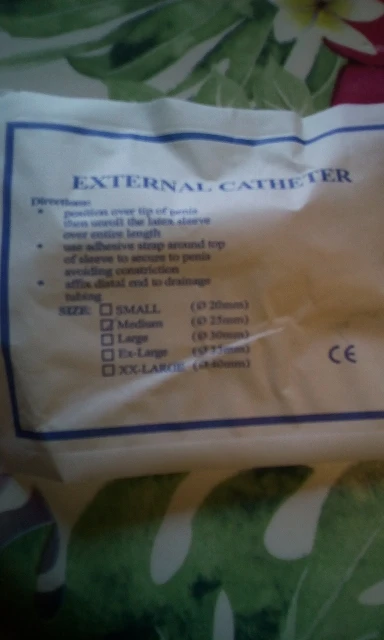 EXTERNAL CATHETER
Directions:
• position over tip of penis
then unroll the latex sleeve
over entire length
• use adhesive strap around top
of sleeve to secure to penis
avoiding constriction
• affix distal end to drainage
tubing
SIZE: ☐ SMALL (Ø 20mm)
☑ Medium (Ø 25mm)
☐ Large (Ø 30mm)
☐ Ex-Large (Ø 35mm)
☐ XX-LARGE (Ø 40mm)
CE